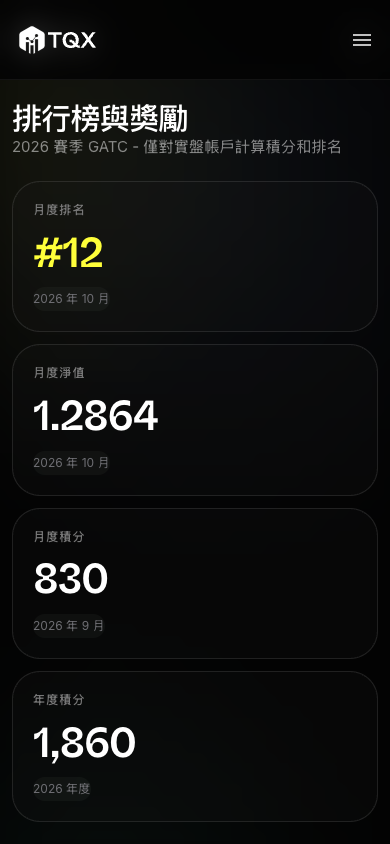 TQX
排行榜與獎勵
2026 賽季 GATC - 僅對實盤帳戶計算積分和排名
月度排名
#12
2026 年 10 月
月度淨值
1.2864
2026 年 10 月
月度積分
830
2026 年 9 月
年度積分
1,860
2026 年度